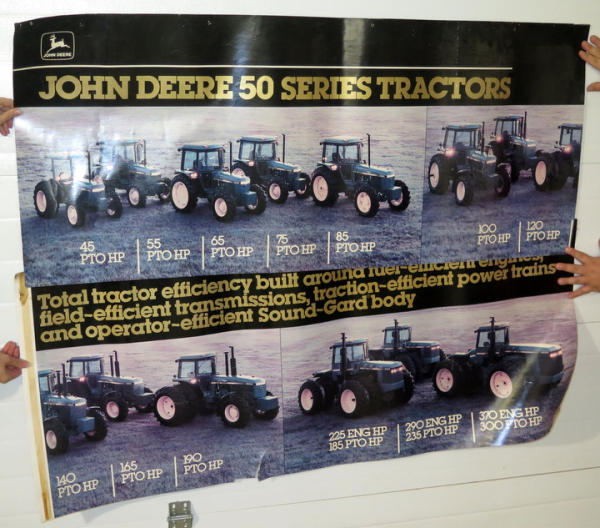 JOHN DEERE
JOHN DEERE 50 SERIES TRACTORS
45 PTO HP
55 PTO HP
65 PTO HP
75 PTO HP
85 PTO HP
100 PTO HP
120 PTO HP
Total tractor efficiency built around fuel-efficient engines,
field-efficient transmissions, traction-efficient power trains
and operator-efficient Sound-Gard body
140 PTO HP
165 PTO HP
190 PTO HP
225 ENG HP
185 PTO HP
290 ENG HP
235 PTO HP
370 ENG HP
300 PTO HP